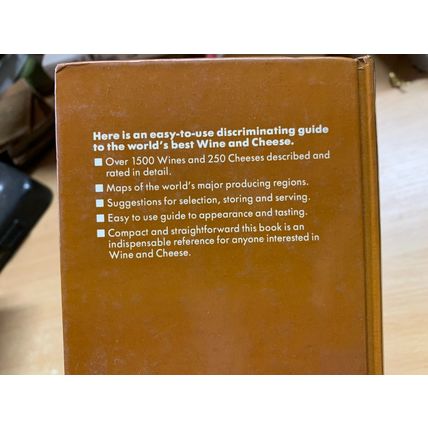 Here is an easy-to-use discriminating guide
to the world's best Wine and Cheese.
■ Over 1500 Wines and 250 Cheeses described and
rated in detail.
■ Maps of the world's major producing regions.
■ Suggestions for selection, storing and serving.
■ Easy to use guide to appearance and tasting.
■ Compact and straightforward this book is an
indispensable reference for anyone interested in
Wine and Cheese.